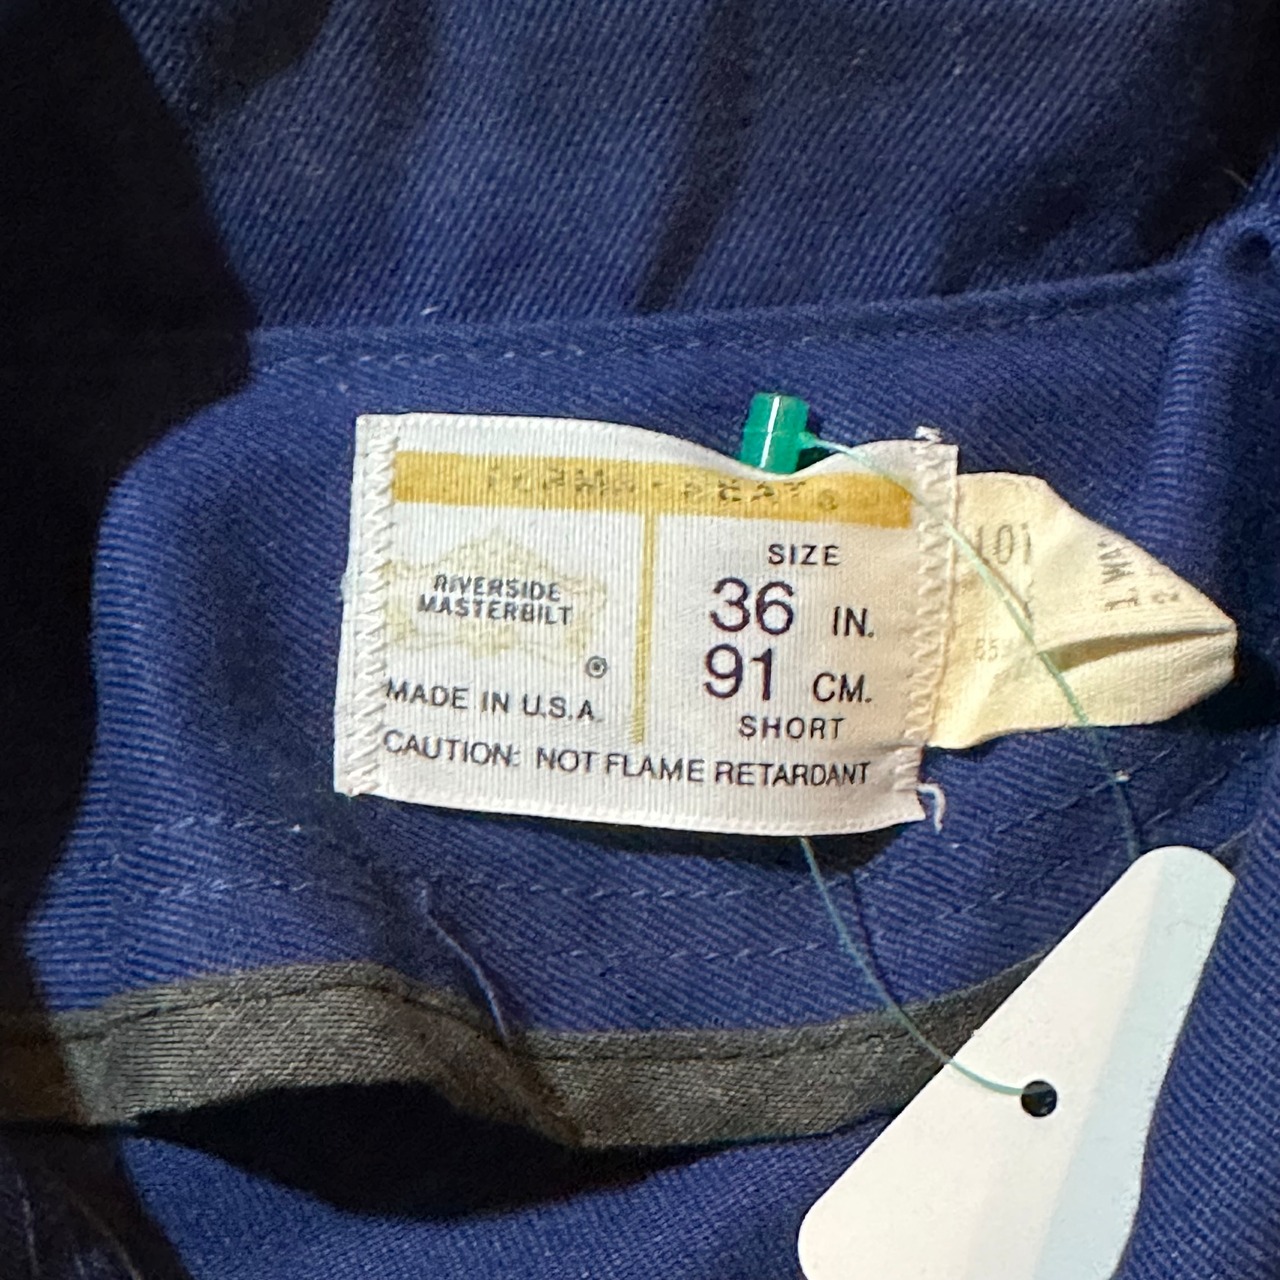 RIVERSIDE
MASTERBILT
®
MADE IN U.S.A.
SIZE
36 IN.
91 CM.
SHORT
CAUTION: NOT FLAME RETARDANT